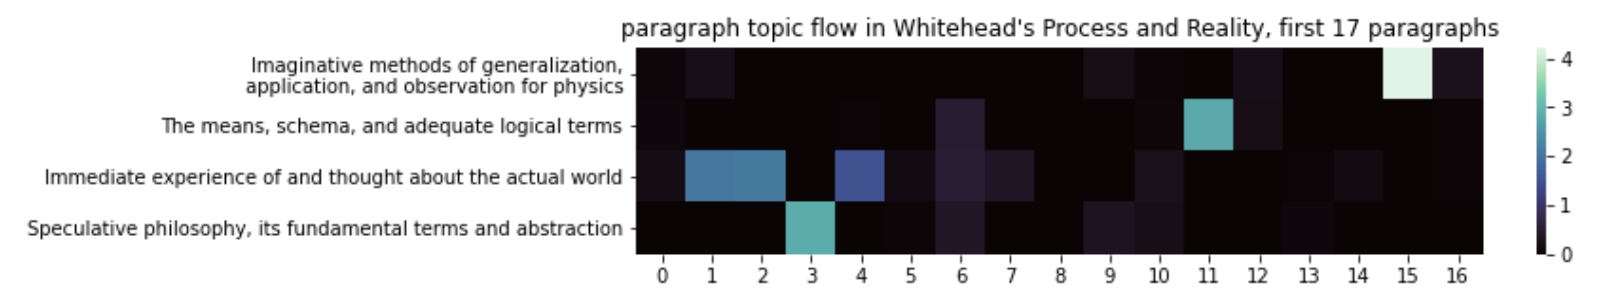 paragraph topic flow in Whitehead's Process and Reality, first 17 paragraphs
Imaginative methods of generalization,
application, and observation for physics
The means, schema, and adequate logical terms
Immediate experience of and thought about the actual world
Speculative philosophy, its fundamental terms and abstraction
0 1 2 3 4 5 6 7 8 9 10 11 12 13 14 15 16
4
3
2
1
0